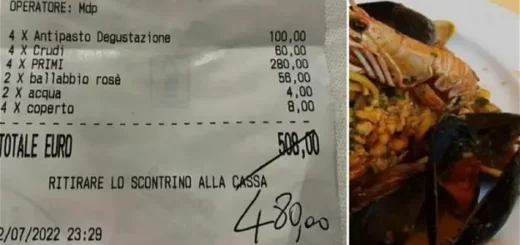 OPERATORE: Mdp
4 X Antipasto Degustazione 100,00
4 X Crudi 60,00
4 X PRIMI 280,00
2 X ballabbio rosè 56,00
2 X acqua 4,00
4 X coperto 8,00
TOTALE EURO 508,00
RITIRARE LO SCONTRINO ALLA CASSA
480,00
2/07/2022 23:29